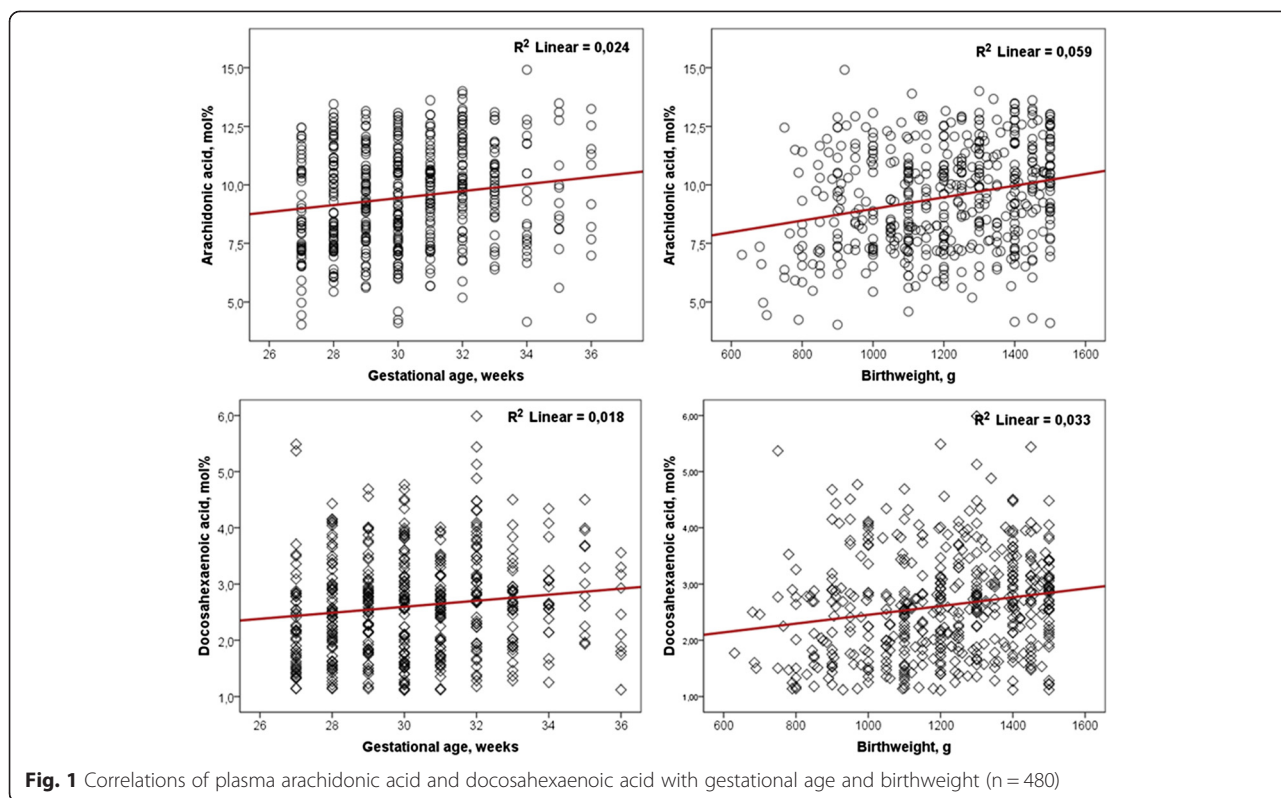 R² Linear = 0,024
15,0
12,5
10,0
7,5
5,0
Arachidonic acid, mol%
26 28 30 32 34 36
Gestational age, weeks
R² Linear = 0,059
15,0
12,5
10,0
7,5
5,0
Arachidonic acid, mol%
600 800 1000 1200 1400 1600
Birthweight, g
R² Linear = 0,018
6,0
5,0
4,0
3,0
2,0
1,0
Docosahexaenoic acid, mol%
26 28 30 32 34 36
Gestational age, weeks
R² Linear = 0,033
6,00
5,00
4,00
3,00
2,00
1,00
Docosahexaenoic acid, mol%
600 800 1000 1200 1400 1600
Birthweight, g
Fig. 1 Correlations of plasma arachidonic acid and docosahexaenoic acid with gestational age and birthweight (n = 480)